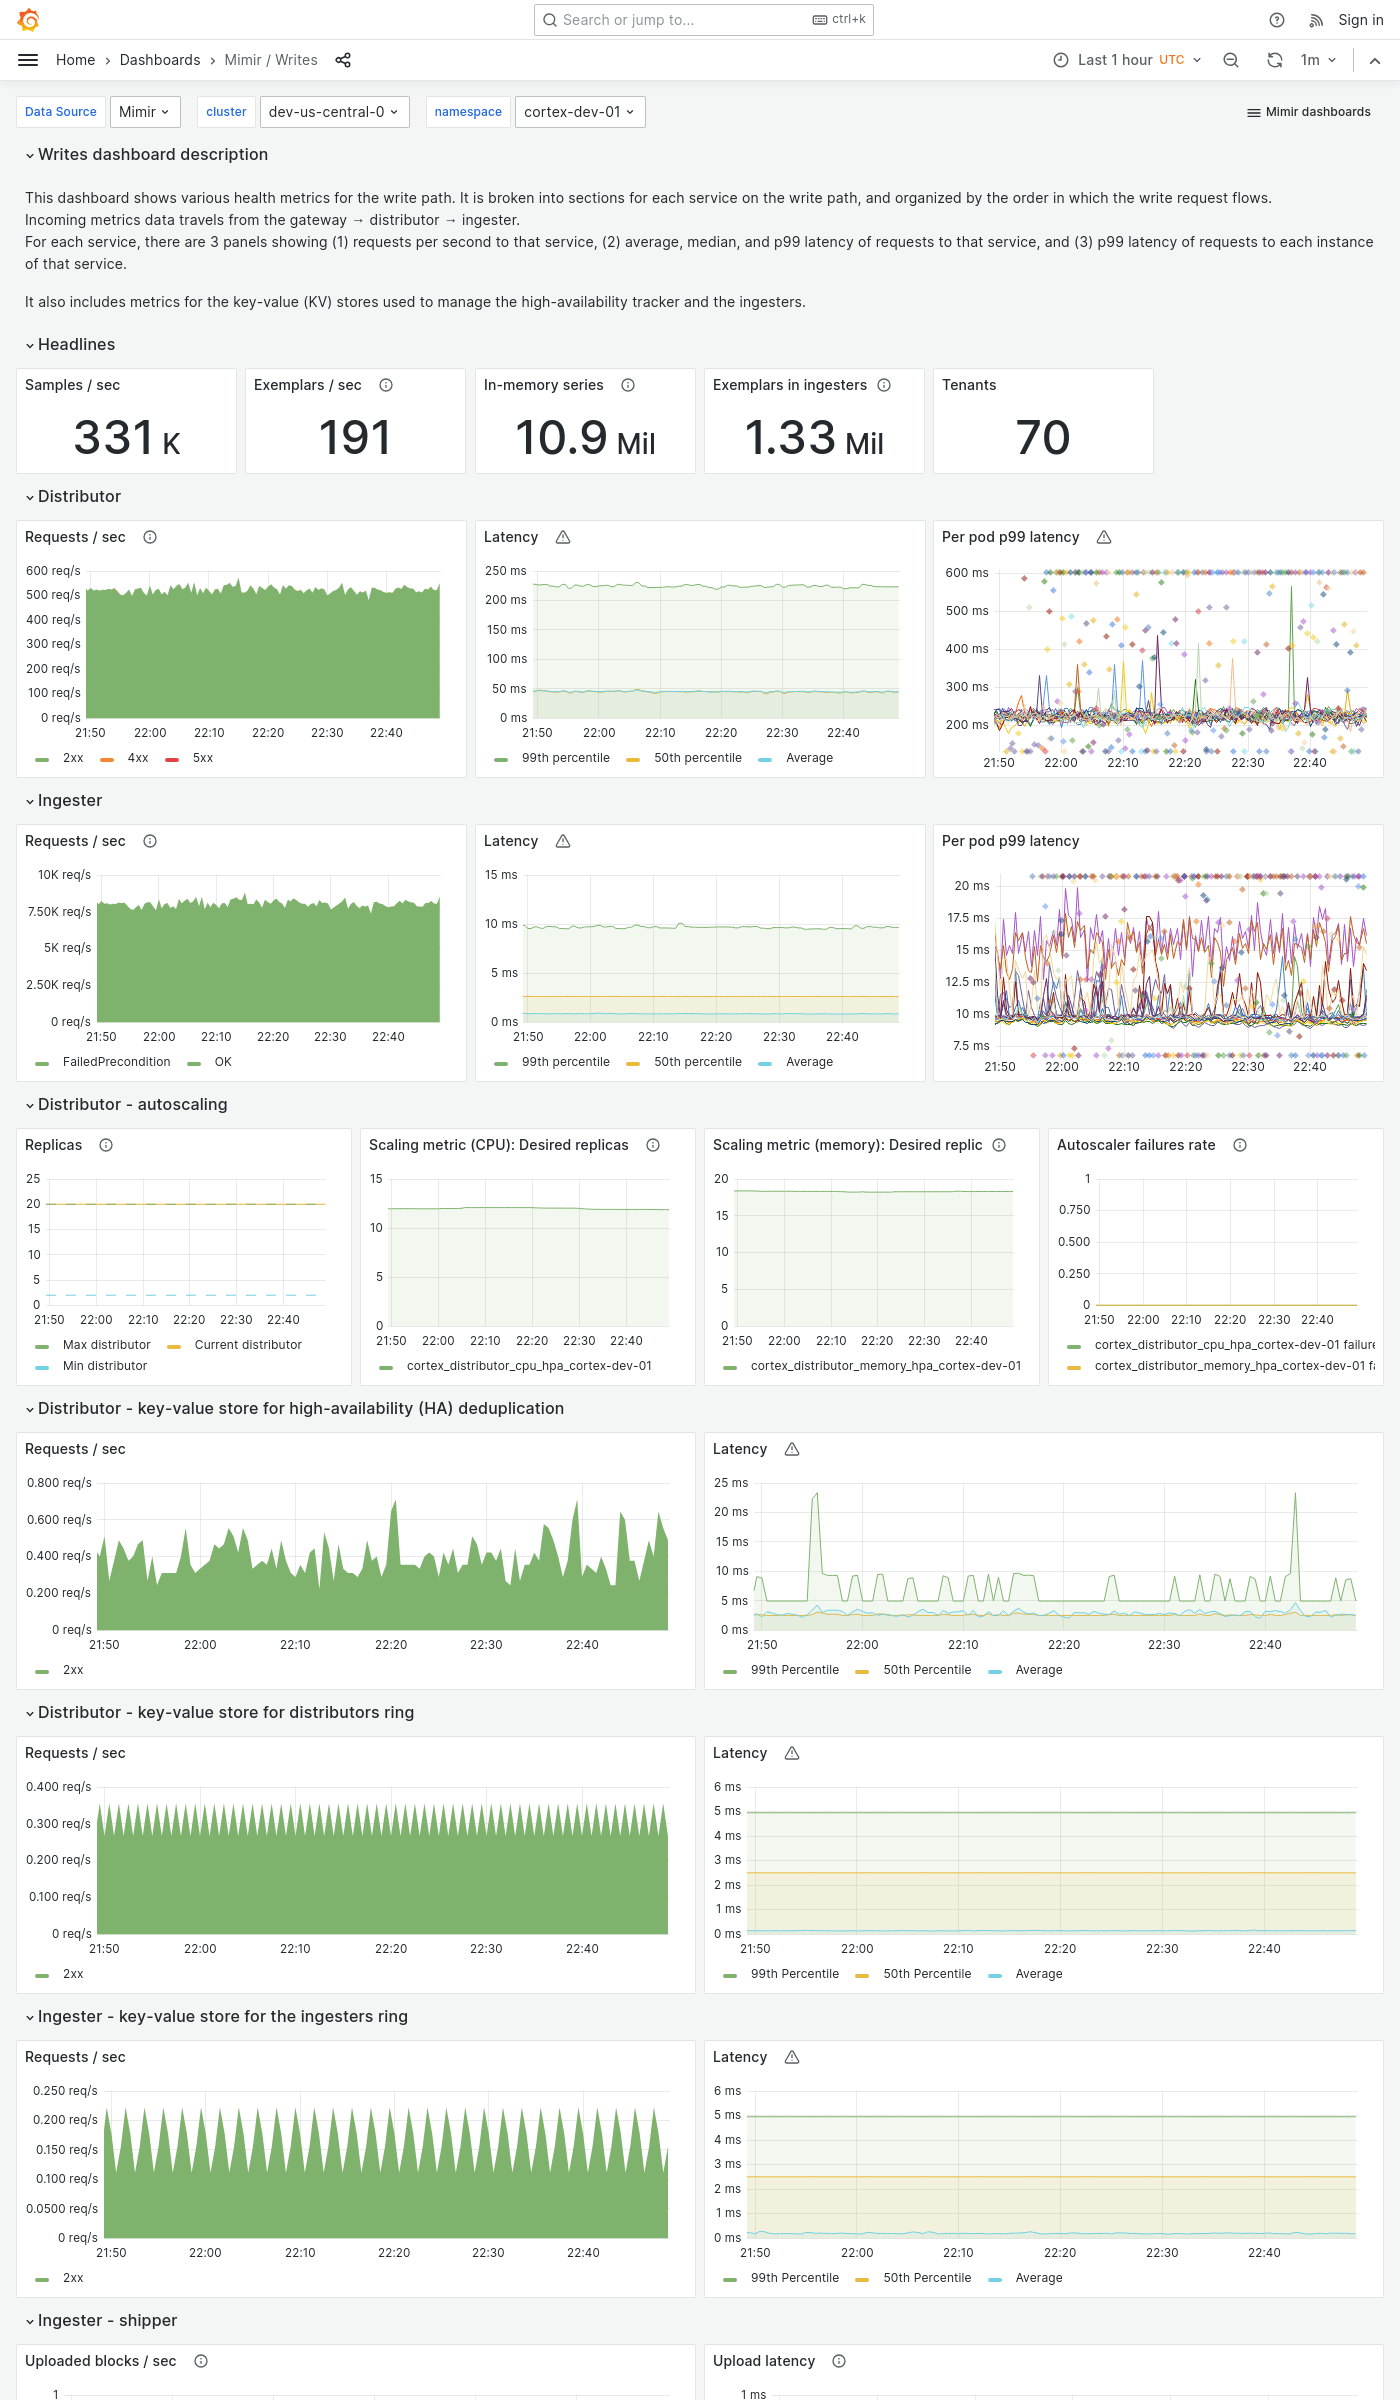 Search or jump to...
ctrl+k
Sign in
Home
Dashboards
Mimir / Writes
Last 1 hour UTC
1m
Data Source
Mimir
cluster
dev-us-central-0
namespace
cortex-dev-01
Mimir dashboards
Writes dashboard description
This dashboard shows various health metrics for the write path. It is broken into sections for each service on the write path, and organized by the order in which the write request flows.
Incoming metrics data travels from the gateway → distributor → ingester.
For each service, there are 3 panels showing (1) requests per second to that service, (2) average, median, and p99 latency of requests to that service, and (3) p99 latency of requests to each instance
of that service.
It also includes metrics for the key-value (KV) stores used to manage the high-availability tracker and the ingesters.
Headlines
Samples / sec
331 K
Exemplars / sec
191
In-memory series
10.9 Mil
Exemplars in ingesters
1.33 Mil
Tenants
70
Distributor
Requests / sec
600 req/s
500 req/s
400 req/s
300 req/s
200 req/s
100 req/s
0 req/s
21:50 22:00 22:10 22:20 22:30 22:40
2xx 4xx 5xx
Latency
250 ms
200 ms
150 ms
100 ms
50 ms
0 ms
21:50 22:00 22:10 22:20 22:30 22:40
99th percentile 50th percentile Average
Per pod p99 latency
600 ms
500 ms
400 ms
300 ms
200 ms
21:50 22:00 22:10 22:20 22:30 22:40
Ingester
Requests / sec
10K req/s
7.50K req/s
5K req/s
2.50K req/s
0 req/s
21:50 22:00 22:10 22:20 22:30 22:40
FailedPrecondition OK
Latency
15 ms
10 ms
5 ms
0 ms
21:50 22:00 22:10 22:20 22:30 22:40
99th percentile 50th percentile Average
Per pod p99 latency
20 ms
17.5 ms
15 ms
12.5 ms
10 ms
7.5 ms
21:50 22:00 22:10 22:20 22:30 22:40
Distributor - autoscaling
Replicas
25
20
15
10
5
0
21:50 22:00 22:10 22:20 22:30 22:40
Max distributor Current distributor
Min distributor
Scaling metric (CPU): Desired replicas
15
10
5
0
21:50 22:00 22:10 22:20 22:30 22:40
cortex_distributor_cpu_hpa_cortex-dev-01
Scaling metric (memory): Desired replic
20
15
10
5
0
21:50 22:00 22:10 22:20 22:30 22:40
cortex_distributor_memory_hpa_cortex-dev-01
Autoscaler failures rate
1
0.750
0.500
0.250
0
21:50 22:00 22:10 22:20 22:30 22:40
cortex_distributor_cpu_hpa_cortex-dev-01 failure
cortex_distributor_memory_hpa_cortex-dev-01 fa
Distributor - key-value store for high-availability (HA) deduplication
Requests / sec
0.800 req/s
0.600 req/s
0.400 req/s
0.200 req/s
0 req/s
21:50 22:00 22:10 22:20 22:30 22:40
2xx
Latency
25 ms
20 ms
15 ms
10 ms
5 ms
0 ms
21:50 22:00 22:10 22:20 22:30 22:40
99th Percentile 50th Percentile Average
Distributor - key-value store for distributors ring
Requests / sec
0.400 req/s
0.300 req/s
0.200 req/s
0.100 req/s
0 req/s
21:50 22:00 22:10 22:20 22:30 22:40
2xx
Latency
6 ms
5 ms
4 ms
3 ms
2 ms
1 ms
0 ms
21:50 22:00 22:10 22:20 22:30 22:40
99th Percentile 50th Percentile Average
Ingester - key-value store for the ingesters ring
Requests / sec
0.250 req/s
0.200 req/s
0.150 req/s
0.100 req/s
0.0500 req/s
0 req/s
21:50 22:00 22:10 22:20 22:30 22:40
2xx
Latency
6 ms
5 ms
4 ms
3 ms
2 ms
1 ms
0 ms
21:50 22:00 22:10 22:20 22:30 22:40
99th Percentile 50th Percentile Average
Ingester - shipper
Uploaded blocks / sec
1
Upload latency
1 ms